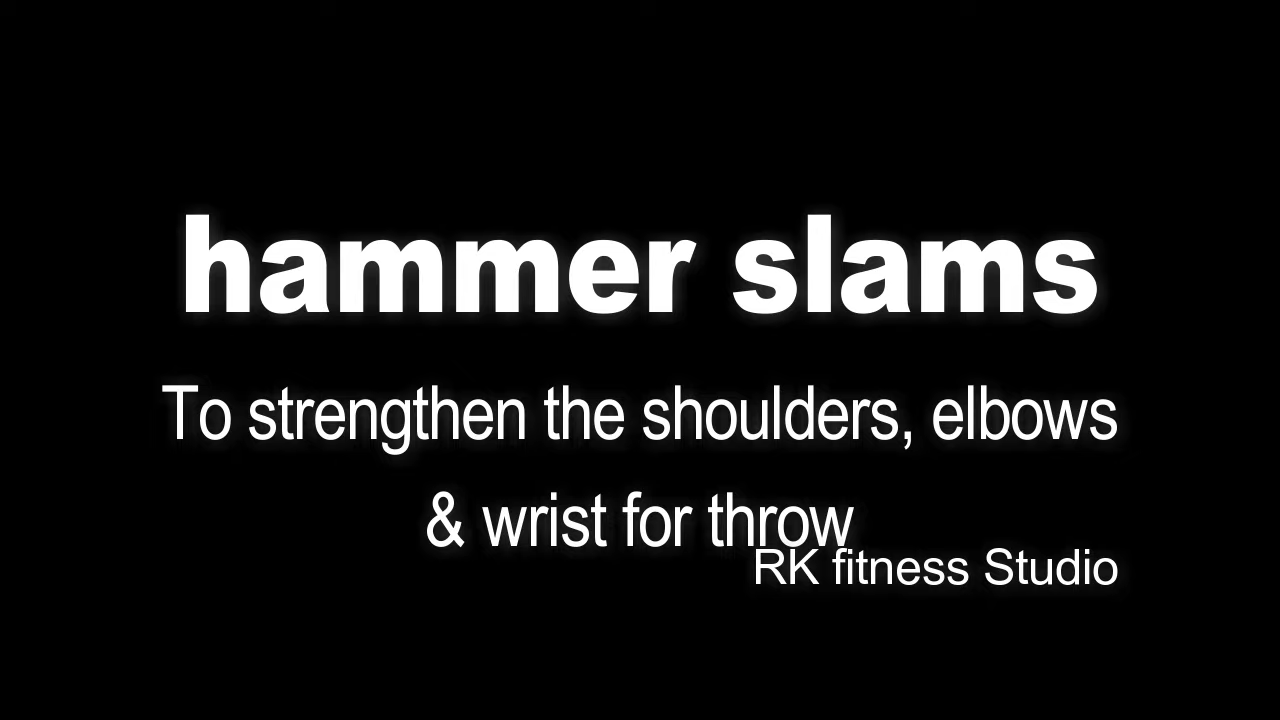 hammer slams
To strengthen the shoulders, elbows
& wrist for throw
RK fitness Studio